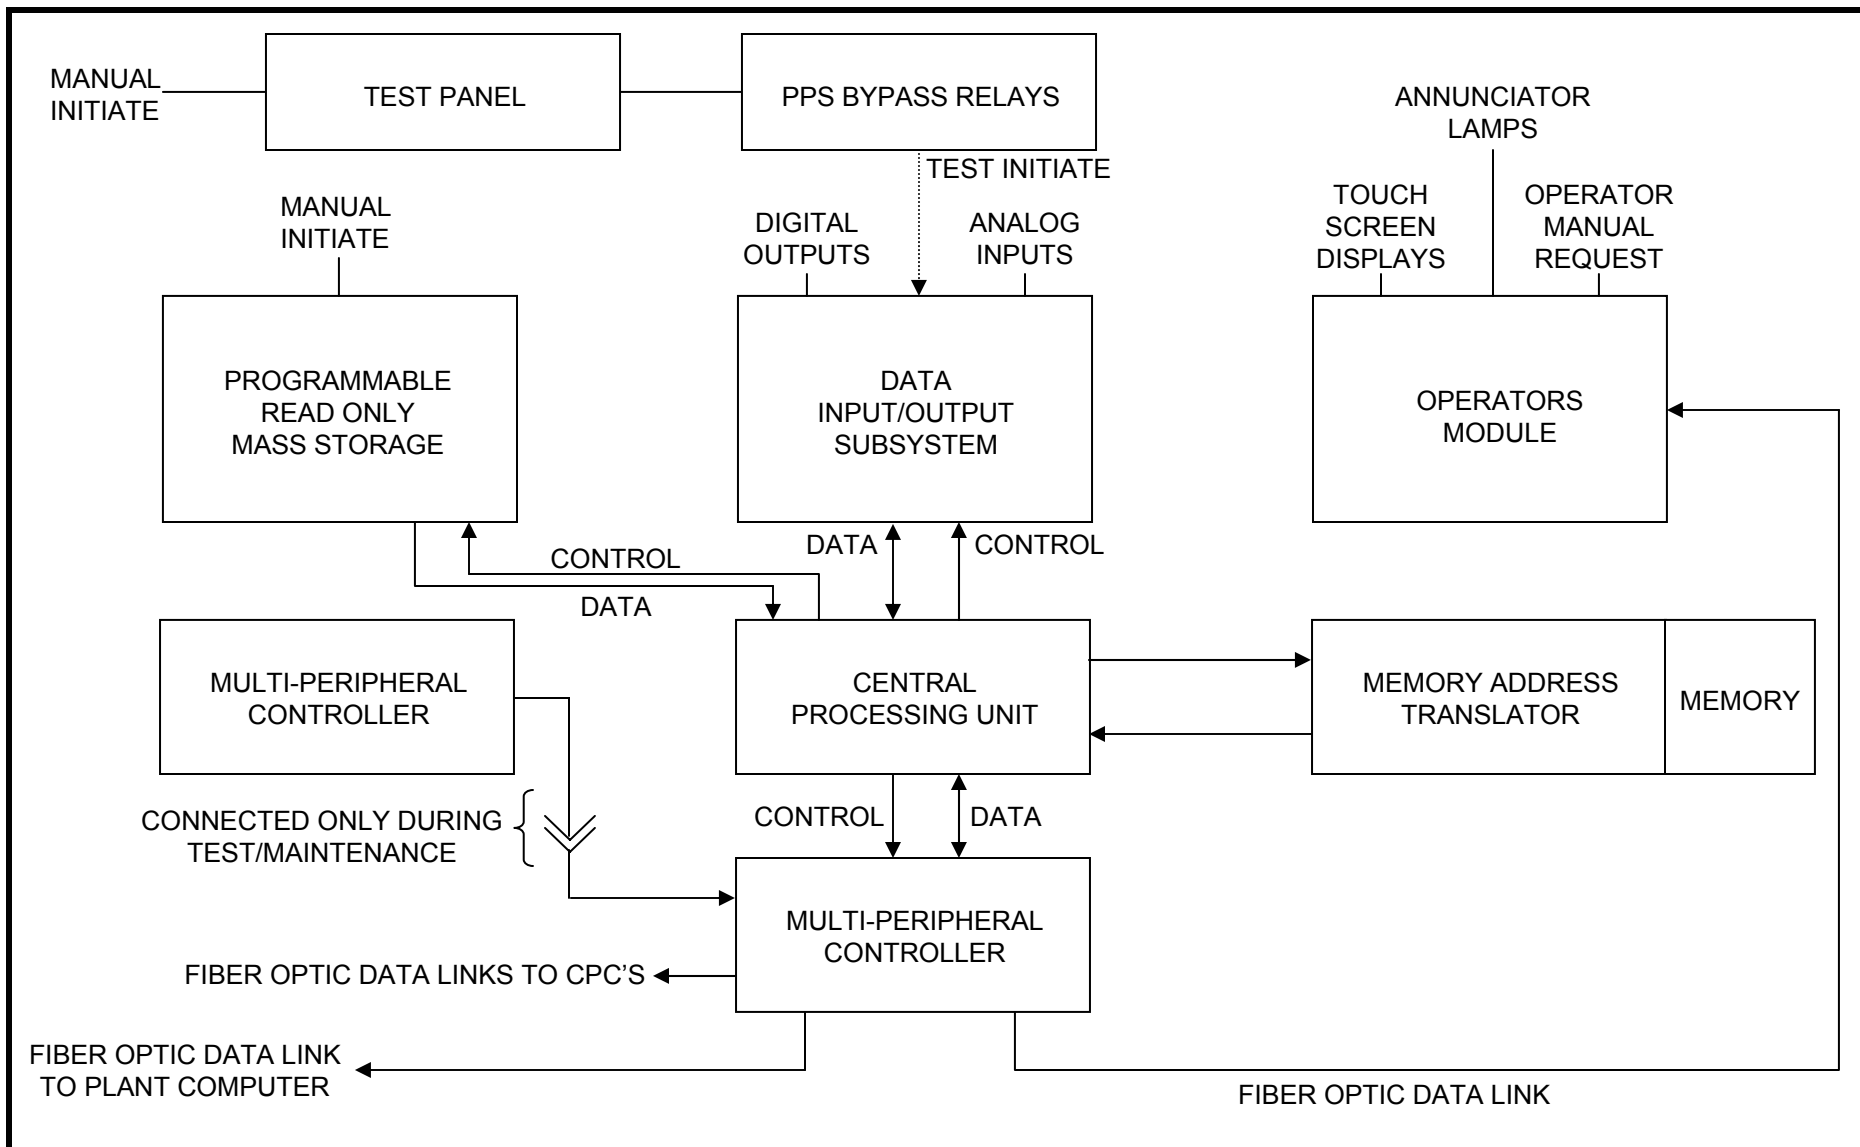 MANUAL
INITIATE
TEST PANEL
PPS BYPASS RELAYS
ANNUNCIATOR
LAMPS
TEST INITIATE
MANUAL
INITIATE
DIGITAL
OUTPUTS
ANALOG
INPUTS
TOUCH
SCREEN
DISPLAYS
OPERATOR
MANUAL
REQUEST
PROGRAMMABLE
READ ONLY
MASS STORAGE
DATA
INPUT/OUTPUT
SUBSYSTEM
OPERATORS
MODULE
CONTROL
DATA
DATA
CONTROL
MULTI-PERIPHERAL
CONTROLLER
CENTRAL
PROCESSING UNIT
MEMORY ADDRESS
TRANSLATOR
MEMORY
CONNECTED ONLY DURING
TEST/MAINTENANCE
CONTROL
DATA
MULTI-PERIPHERAL
CONTROLLER
FIBER OPTIC DATA LINKS TO CPC'S
FIBER OPTIC DATA LINK
TO PLANT COMPUTER
FIBER OPTIC DATA LINK